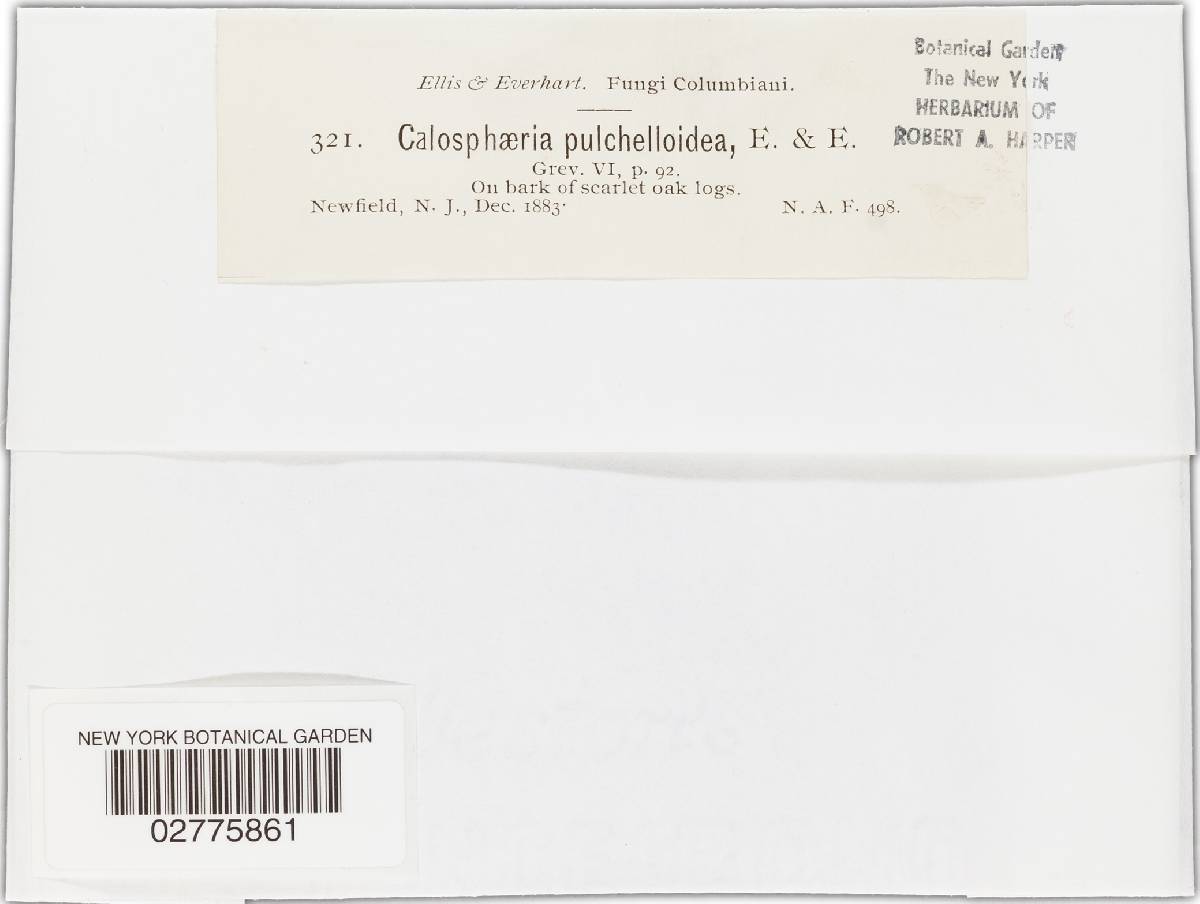 Ellis & Everhart. Fungi Columbiani.
321. Calosphæria pulchelloidea, E. & E.
Grev. VI, p. 92.
On bark of scarlet oak logs.
Newfield, N. J., Dec. 1883. N. A. F. 498.
Botanical Garden
The New York
HERBARIUM OF
ROBERT A. HARPER
NEW YORK BOTANICAL GARDEN
02775861